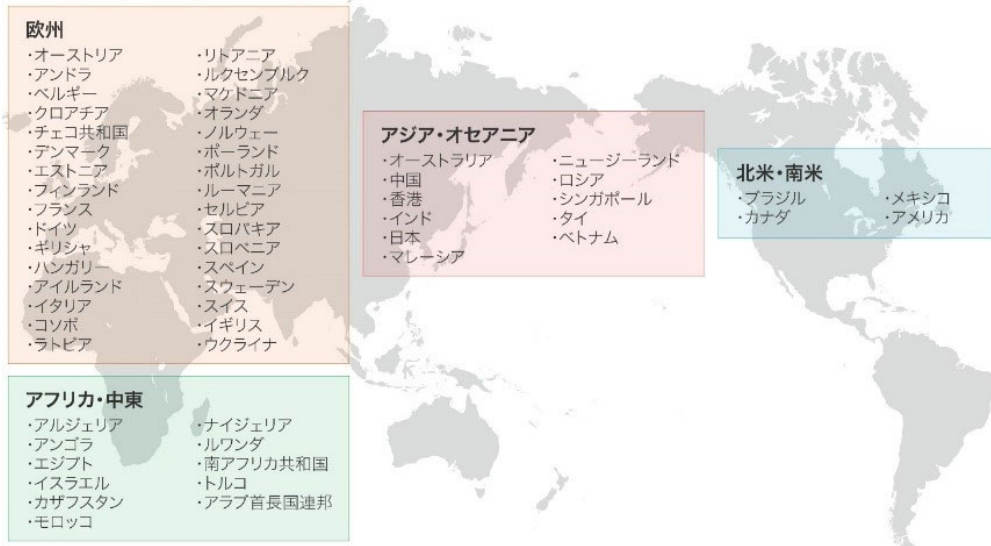 欧州
・オーストリア
・アンドラ
・ベルギー
・クロアチア
・チェコ共和国
・デンマーク
・エストニア
・フィンランド
・フランス
・ドイツ
・ギリシャ
・ハンガリー
・アイルランド
・イタリア
・コソボ
・ラトビア
・リトアニア
・ルクセンブルク
・マケドニア
・オランダ
・ノルウェー
・ポーランド
・ポルトガル
・ルーマニア
・セルビア
・スロバキア
・スロベニア
・スペイン
・スウェーデン
・スイス
・イギリス
・ウクライナ
アジア・オセアニア
・オーストラリア
・中国
・香港
・インド
・日本
・マレーシア
・ニュージーランド
・ロシア
・シンガポール
・タイ
・ベトナム
北米・南米
・ブラジル
・カナダ
・メキシコ
・アメリカ
アフリカ・中東
・アルジェリア
・アンゴラ
・エジプト
・イスラエル
・カザフスタン
・モロッコ
・ナイジェリア
・ルワンダ
・南アフリカ共和国
・トルコ
・アラブ首長国連邦